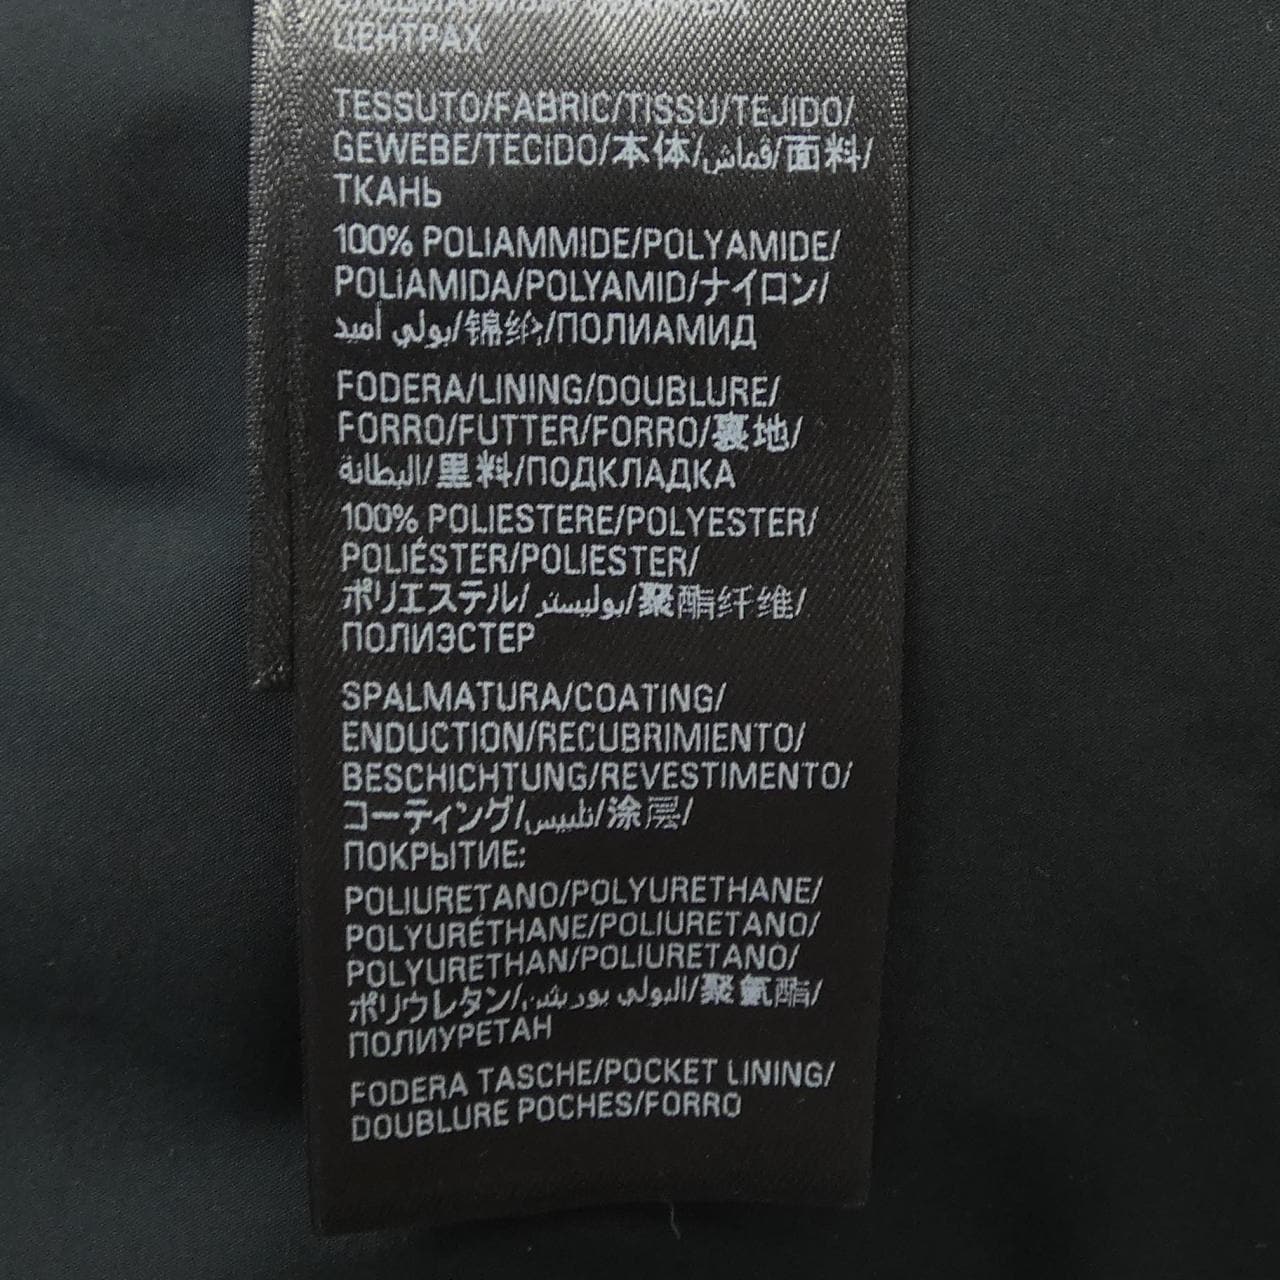 ЦЕНТРАХ
TESSUTO/FABRIC/TISSU/TEJIDO/
GEWEBE/TECIDO/本体/قماش/面料/
ТКАНЬ
100% POLIAMMIDE/POLYAMIDE/
POLIAMIDA/POLYAMID/ナイロン/
بولي أميد/锦纶/ПОЛИАМИД
FODERA/LINING/DOUBLURE/
FORRO/FUTTER/FORRO/裏地/
البطانة/里料/ПОДКЛАДКА
100% POLIESTERE/POLYESTER/
POLIÉSTER/POLIESTER/
ポリエステル/بوليستر/聚酯纤维/
ПОЛИЭСТЕР
SPALMATURA/COATING/
ENDUCTION/RECUBRIMIENTO/
BESCHICHTUNG/REVESTIMENTO/
コーティング/تلبيس/涂层/
ПОКРЫТИЕ:
POLIURETANO/POLYURETHANE/
POLYURÉTHANE/POLIURETANO/
POLYURETHAN/POLIURETANO/
ポリウレタン/البولي يوريثين/聚氨酯/
ПОЛИУРЕТАН
FODERA TASCHE/POCKET LINING/
DOUBLURE POCHES/FORRO